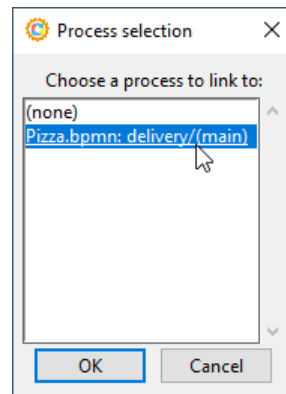 Process selection
Choose a process to link to:
(none)
Pizza.bpmn: delivery/(main)
OK
Cancel